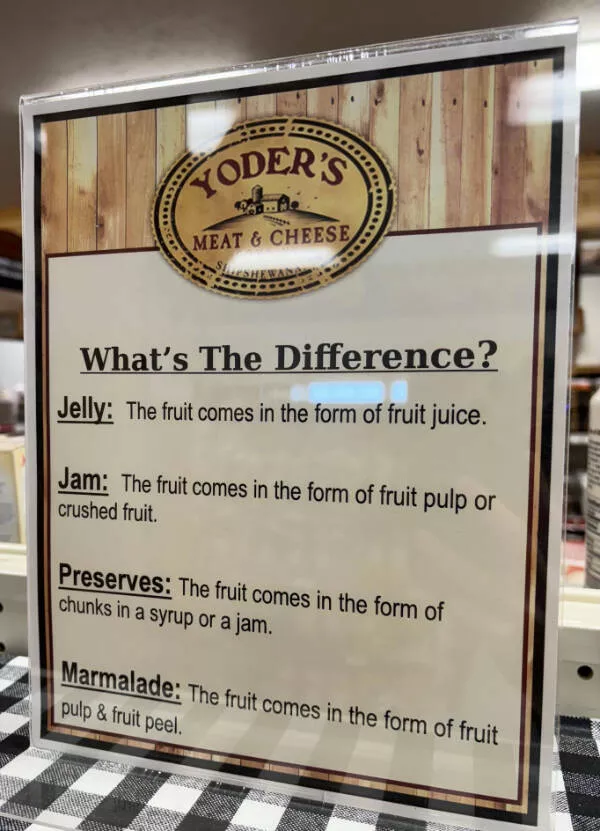 YODER'S
MEAT & CHEESE
SHIPSHEWANA
What's The Difference?
Jelly: The fruit comes in the form of fruit juice.
Jam: The fruit comes in the form of fruit pulp or
crushed fruit.
Preserves: The fruit comes in the form of
chunks in a syrup or a jam.
Marmalade: The fruit comes in the form of fruit
pulp & fruit peel.